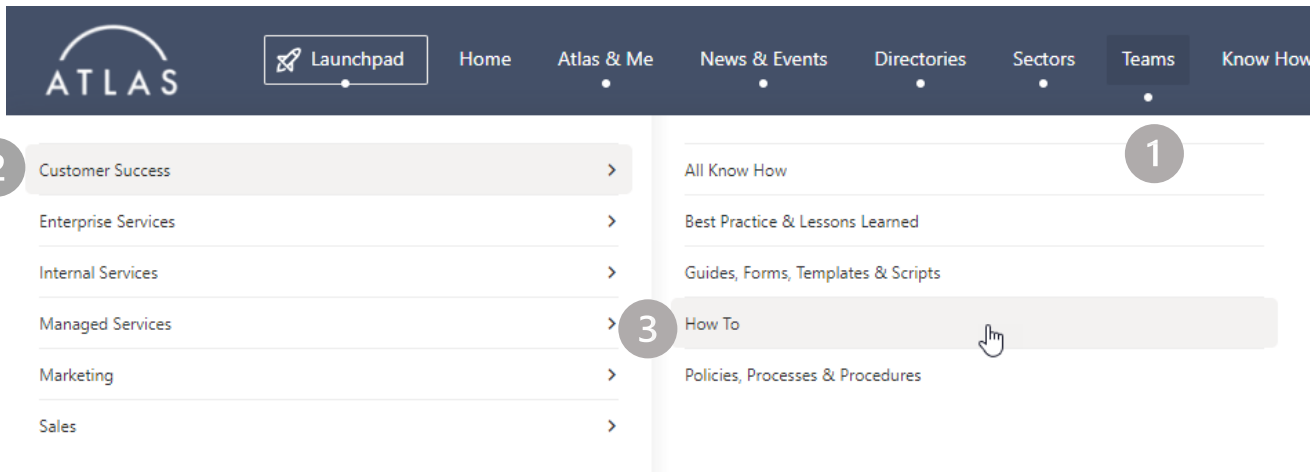 ATLAS
Launchpad
Home
Atlas & Me
News & Events
Directories
Sectors
Teams
Know How
1
2
Customer Success
Enterprise Services
Internal Services
Managed Services
Marketing
Sales
All Know How
Best Practice & Lessons Learned
Guides, Forms, Templates & Scripts
3
How To
Policies, Processes & Procedures